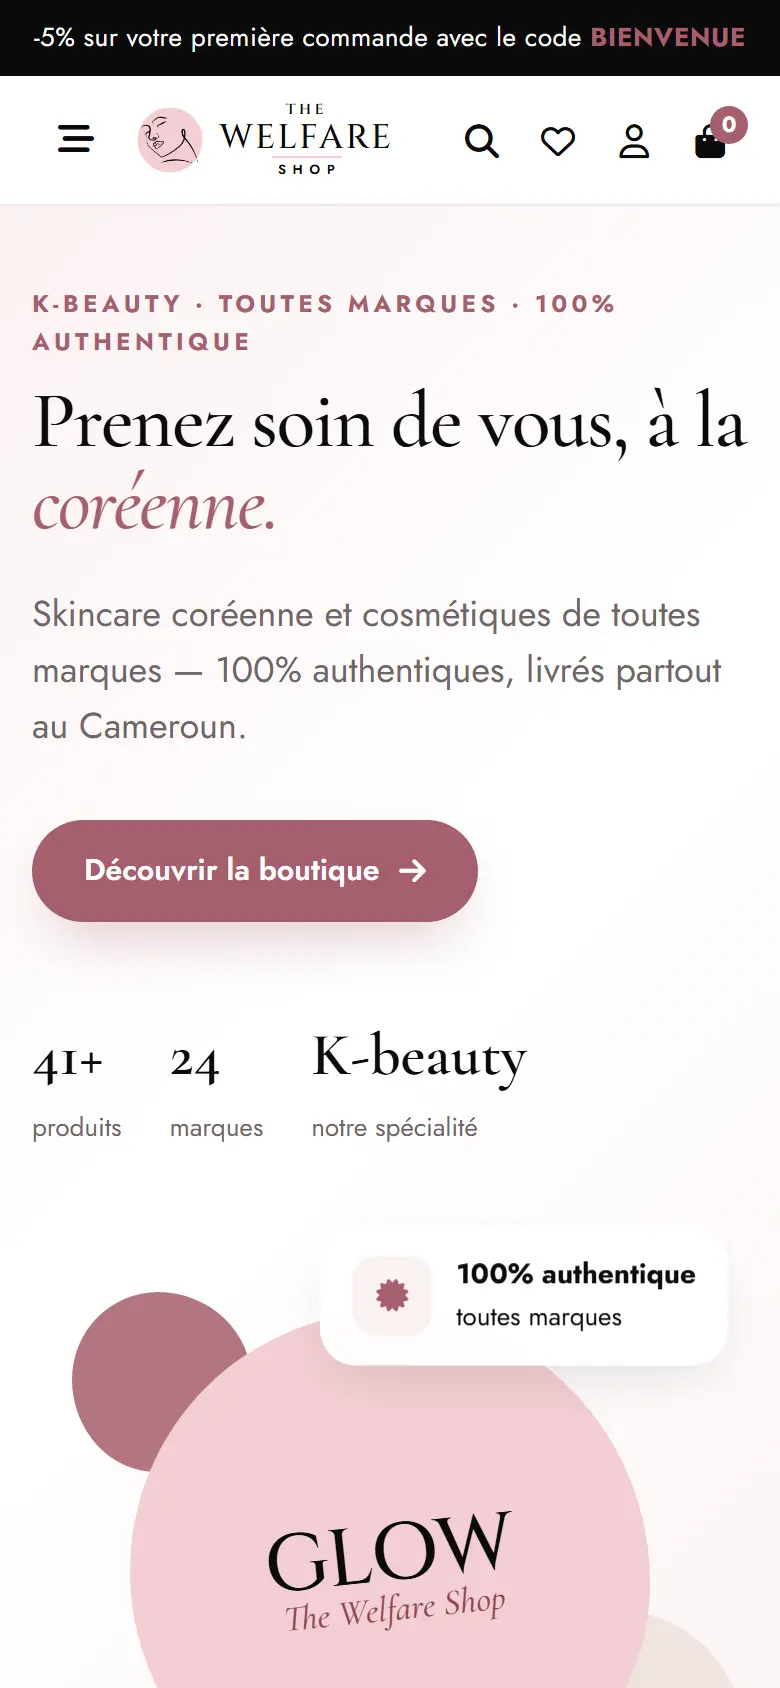 -5% sur votre première commande avec le code BIENVENUE
THE
WELFARE
SHOP
0
K-BEAUTY · TOUTES MARQUES · 100%
AUTHENTIQUE
Prenez soin de vous, à la
coréenne.
Skincare coréenne et cosmétiques de toutes
marques — 100% authentiques, livrés partout
au Cameroun.
Découvrir la boutique →
41+ 24 K-beauty
produits marques notre spécialité
100% authentique
toutes marques
GLOW
The Welfare Shop